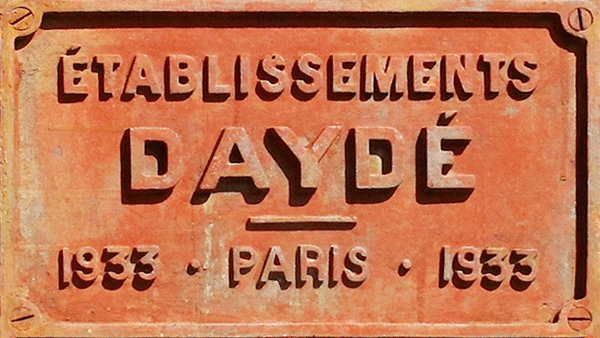 ÉTABLISSEMENTS
DAYDÉ
1933 · PARIS · 1933